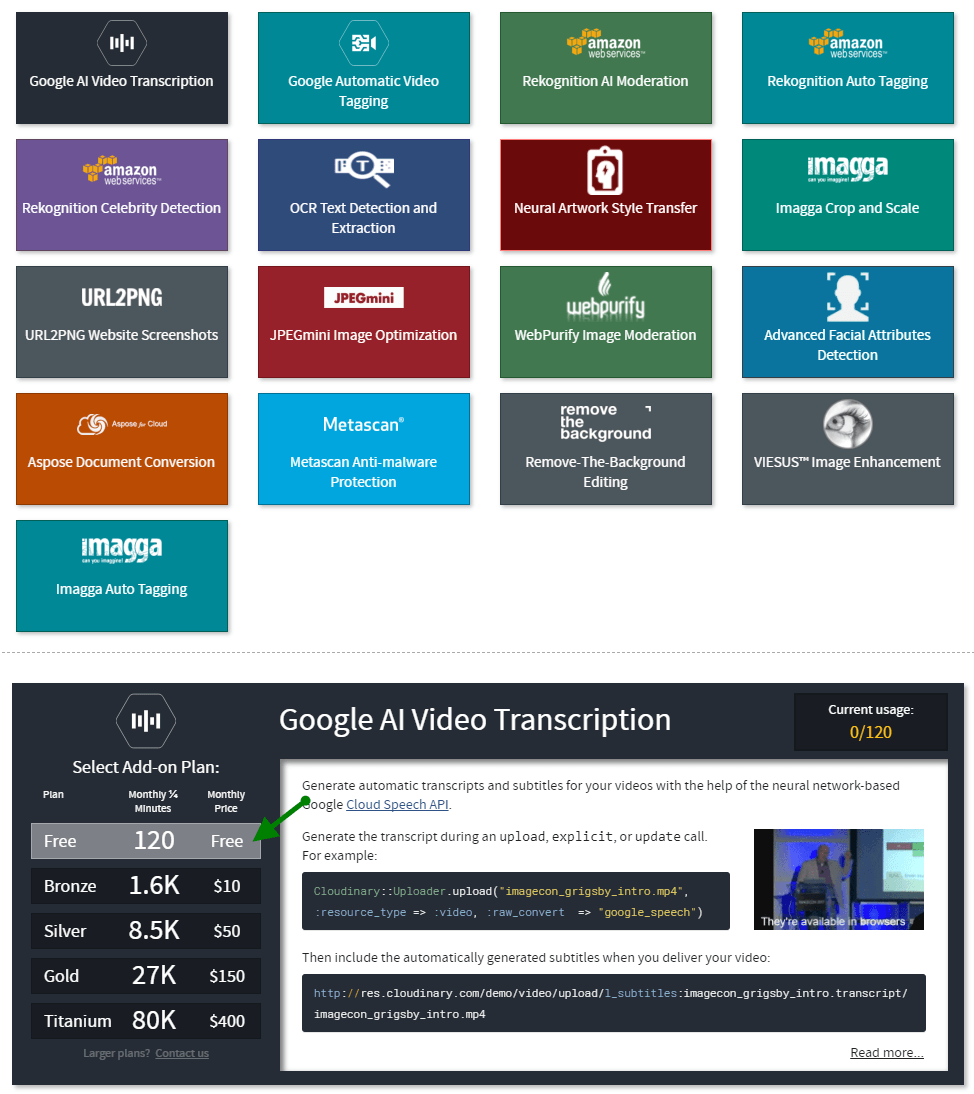 Google AI Video Transcription
Google Automatic Video
Tagging
amazon
web services™
Rekognition AI Moderation
amazon
web services™
Rekognition Auto Tagging
amazon
web services™
Rekognition Celebrity Detection
T
OCR Text Detection and
Extraction
Neural Artwork Style Transfer
imagga
can you imagine?
Imagga Crop and Scale
URL2PNG
URL2PNG Website Screenshots
JPEGmini
JPEGmini Image Optimization
webpurify
WebPurify Image Moderation
Advanced Facial Attributes
Detection
Aspose for Cloud
Aspose Document Conversion
Metascan®
Metascan Anti-malware
Protection
remove
the
background
Remove-The-Background
Editing
VIESUS™ Image Enhancement
imagga
can you imagine?
Imagga Auto Tagging
Google AI Video Transcription
Current usage:
0/120
Select Add-on Plan:
Plan Monthly ¼ Minutes Monthly Price
Free 120 Free
Bronze 1.6K $10
Silver 8.5K $50
Gold 27K $150
Titanium 80K $400
Larger plans? Contact us
Generate automatic transcripts and subtitles for your videos with the help of the neural network-based
Google Cloud Speech API.
Generate the transcript during an upload, explicit, or update call.
For example:
Cloudinary::Uploader.upload("imagecon_grigsby_intro.mp4",
:resource_type => :video, :raw_convert => "google_speech")
They're available in browsers
Then include the automatically generated subtitles when you deliver your video:
http://res.cloudinary.com/demo/video/upload/l_subtitles:imagecon_grigsby_intro.transcript/
imagecon_grigsby_intro.mp4
Read more...